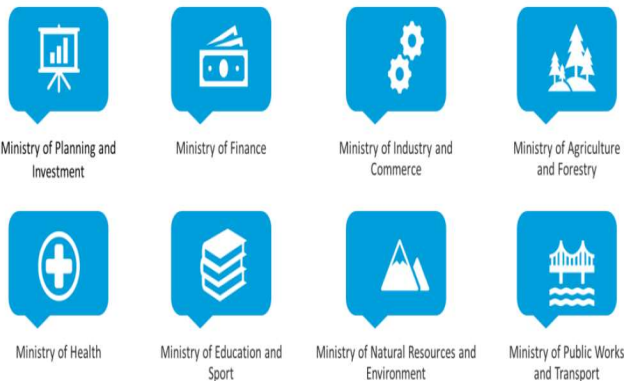 Ministry of Planning and
Investment
Ministry of Finance
Ministry of Industry and
Commerce
Ministry of Agriculture
and Forestry
Ministry of Health
Ministry of Education and
Sport
Ministry of Natural Resources and
Environment
Ministry of Public Works
and Transport